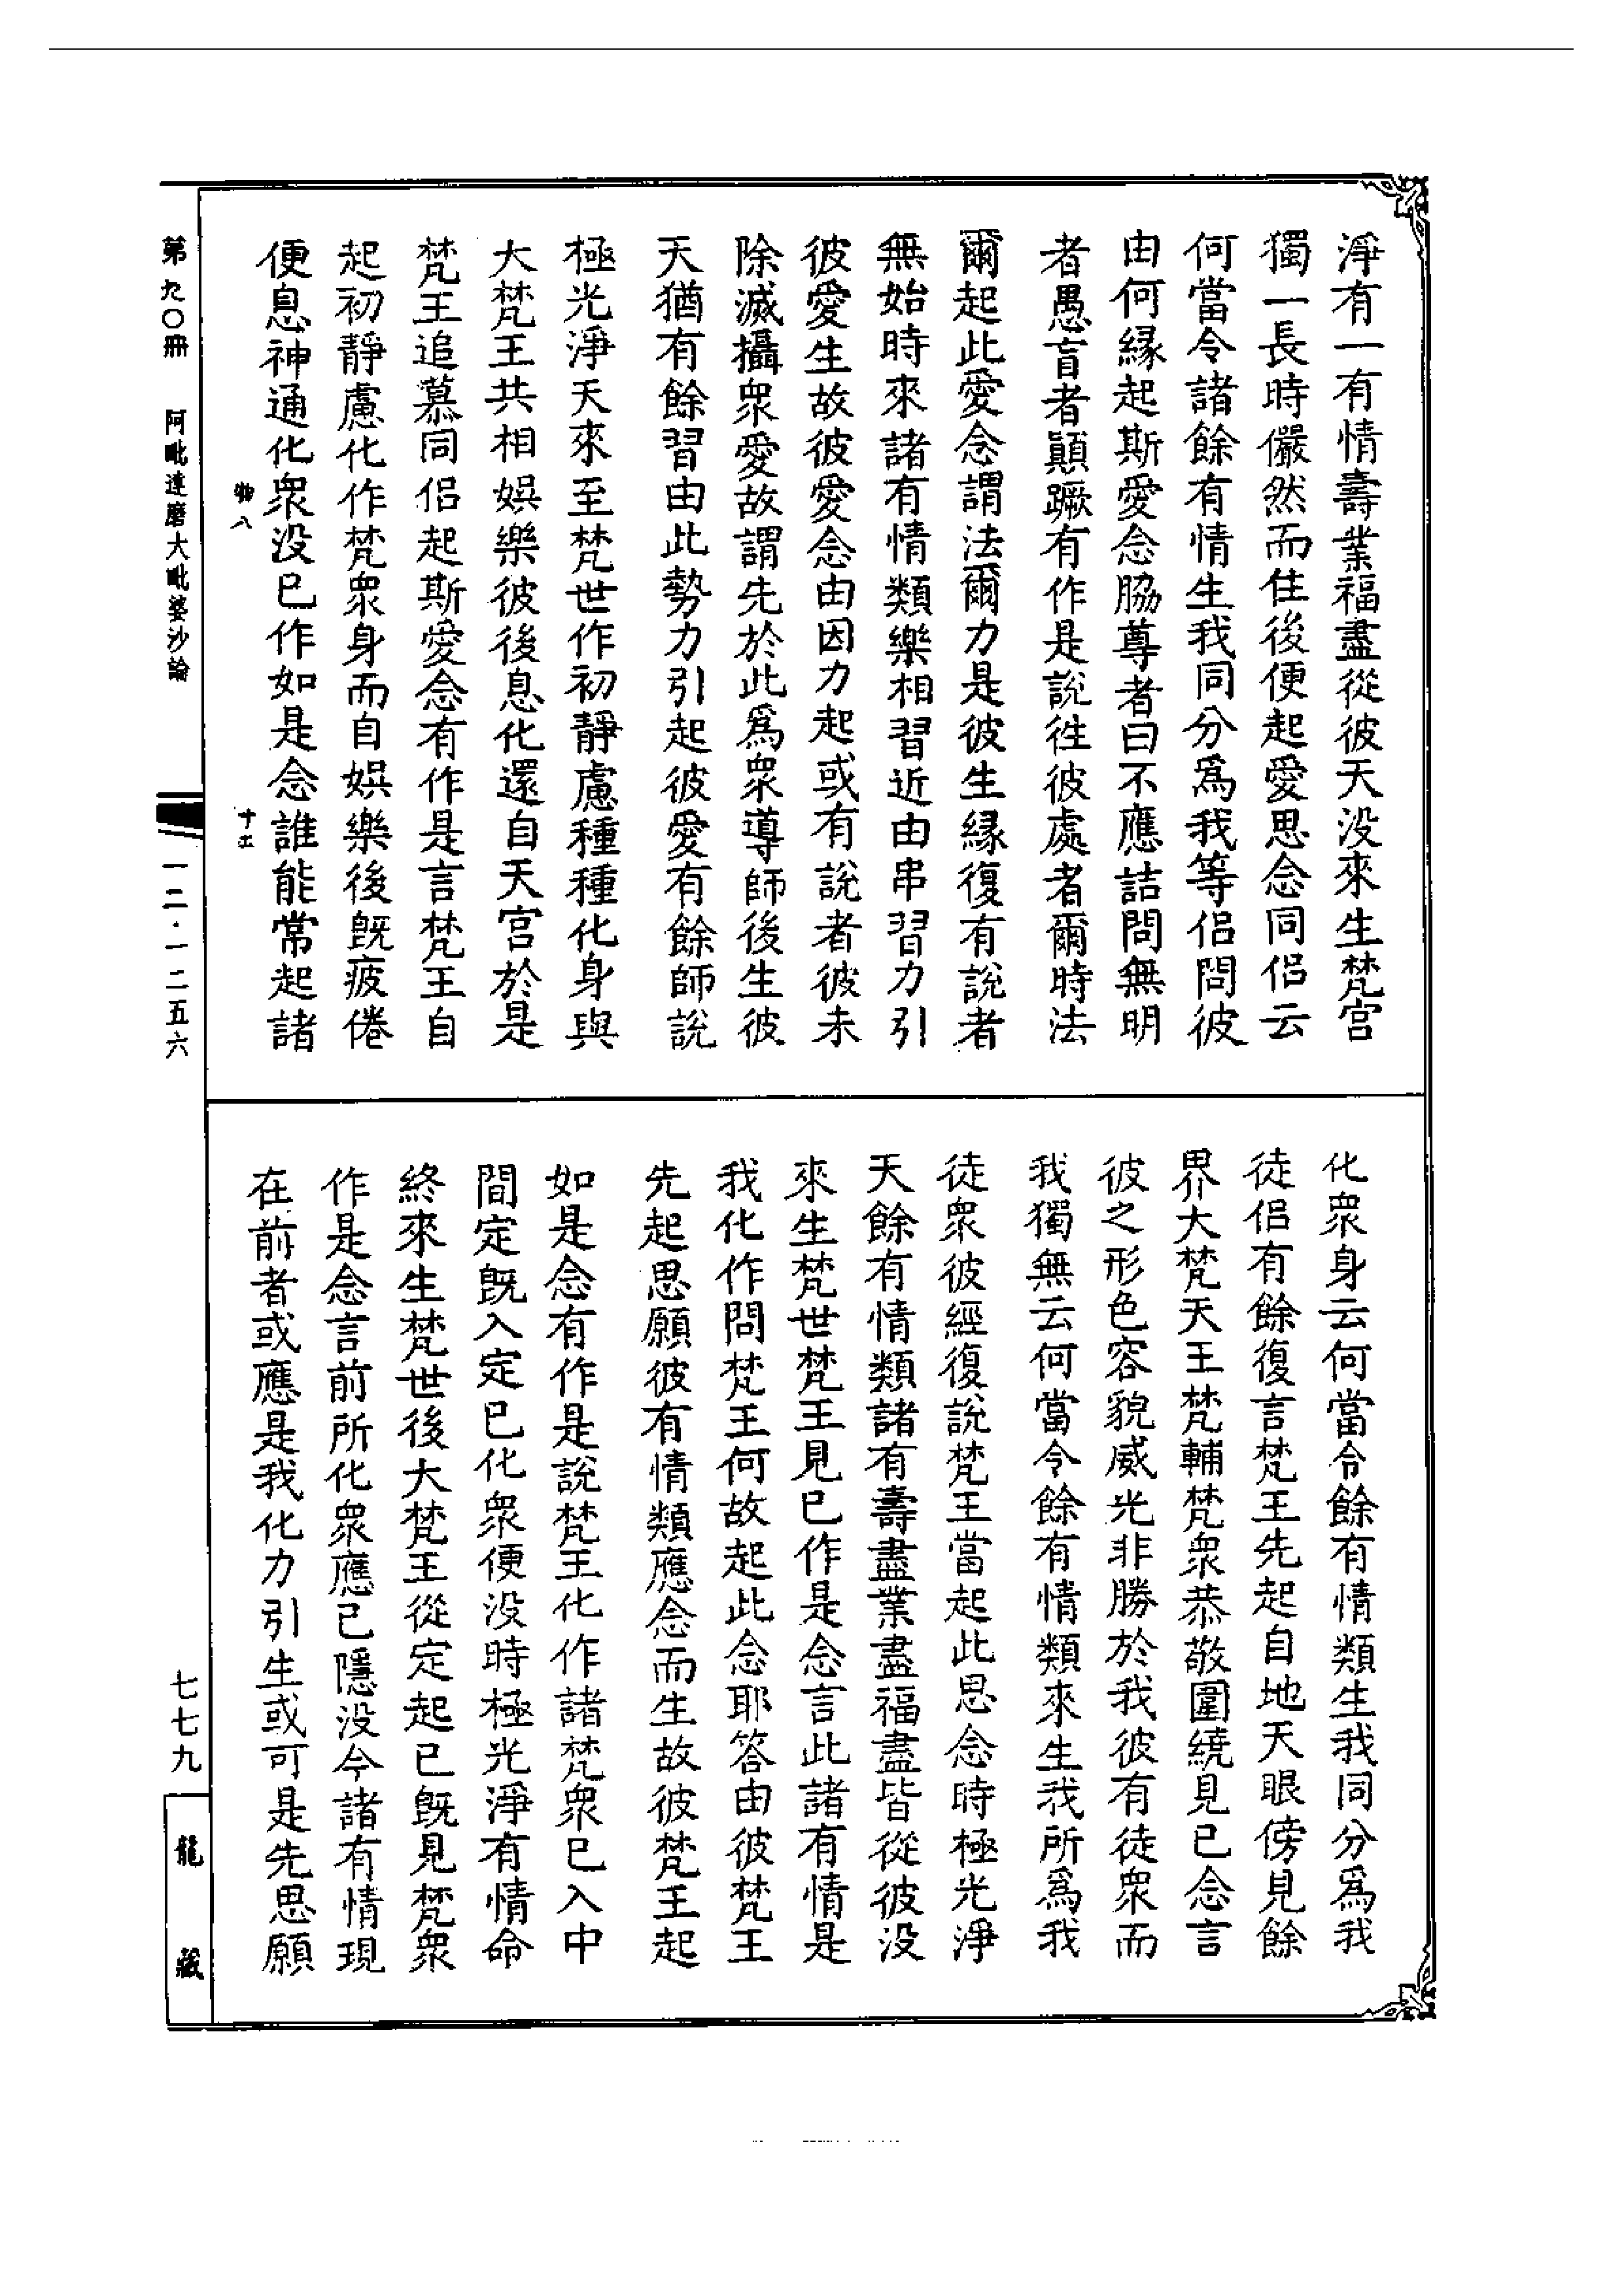 淨有一有情壽業福盡從彼天没來生梵宮
獨一長時儼然而住後便起愛思念同侣云
何當令諸餘有情生我同分爲我等侣問彼
由何縁起斯愛念脇尊者曰不應詰問無明
者愚盲者顛蹶有作是說徃彼處者爾時法
爾起此愛念謂法爾力是彼生縁復有說者
無始時來諸有情類樂相習近由串習力引
彼愛生故彼愛念由因力起或有說者彼未
除滅攝衆愛故謂先於此爲衆導師後生彼
天猶有餘習由此勢力引起彼愛有餘師說
極光淨天來至梵世作初靜慮種種化身與
大梵王共相娛樂彼後息化還自天宮於是
梵王追慕同侣起斯愛念有作是言梵王自
起初靜慮化作梵衆身而自娛樂後旣疲倦
便息神通化衆没已作如是念誰能常起諸
物八
十五
化衆身云何當令餘有情類生我同分爲我
徒侣有餘復言梵王先起自地天眼傍見餘
界大梵天王梵輔梵衆恭敬圍繞見已念言
彼之形色容貌威光非勝於我彼有徒衆而
我獨無云何當令餘有情類來生我所爲我
徒衆彼經復說梵王當起此思念時極光淨
天餘有情類諸有壽盡業盡福盡皆從彼没
來生梵世梵王見已作是念言此諸有情是
我化作問梵王何故起此念耶答由彼梵王
先起思願彼有情類應念而生故彼梵王起
如是念有作是說梵王化作諸梵衆已入中
間定旣入定已化衆便没時極光淨有情命
終來生梵世後大梵王從定起已旣見梵衆
作是念言前所化衆應已隱没今諸有情現
在前者或應是我化力引生或可是先思願
第九〇冊 阿毗達磨大毗婆沙論
一二·一二五六
七七九
龍藏